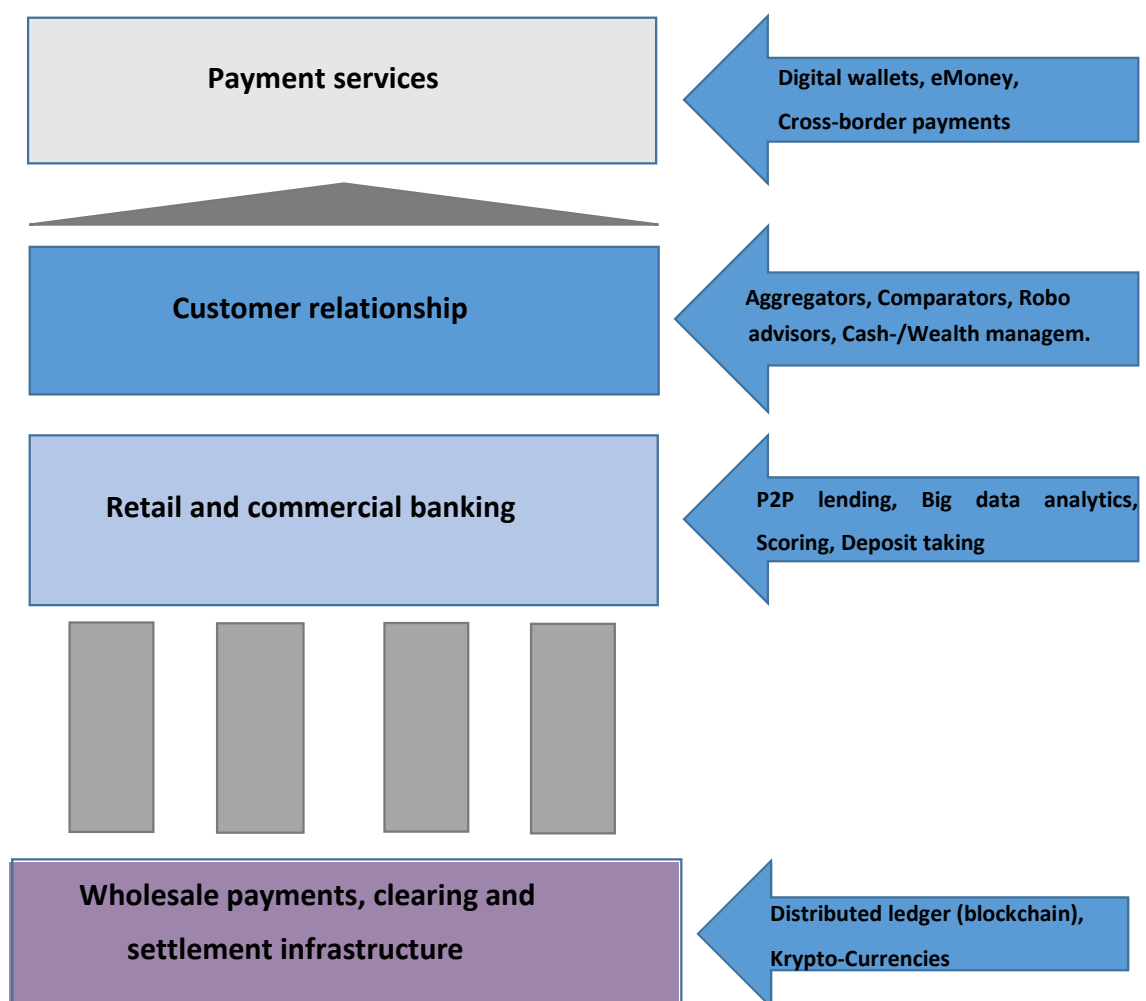 Payment services
Digital wallets, eMoney,
Cross-border payments
Customer relationship
Aggregators, Comparators, Robo
advisors, Cash-/Wealth managem.
Retail and commercial banking
P2P lending, Big data analytics,
Scoring, Deposit taking
Wholesale payments, clearing and
settlement infrastructure
Distributed ledger (blockchain),
Krypto-Currencies